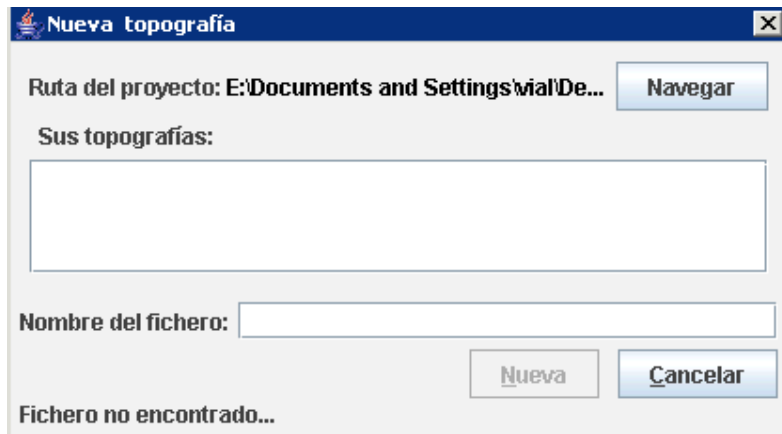 Nueva topografía
Ruta del proyecto: E:\Documents and Settings\vial\De... Navegar
Sus topografías:
Nombre del fichero:
Nueva Cancelar
Fichero no encontrado...